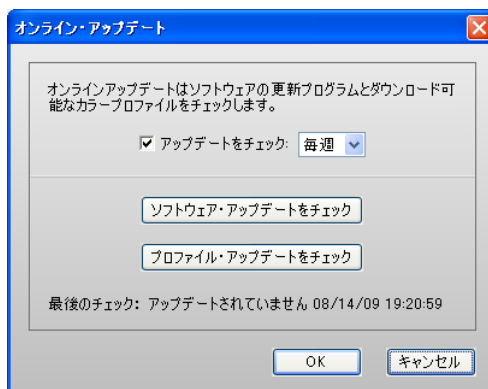 オンライン・アップデート
オンラインアップデートはソフトウェアの更新プログラムとダウンロード可
能なカラープロファイルをチェックします。
アップデートをチェック: 毎週
ソフトウェア・アップデートをチェック
プロファイル・アップデートをチェック
最後のチェック: アップデートされていません 08/14/09 19:20:59
OK キャンセル